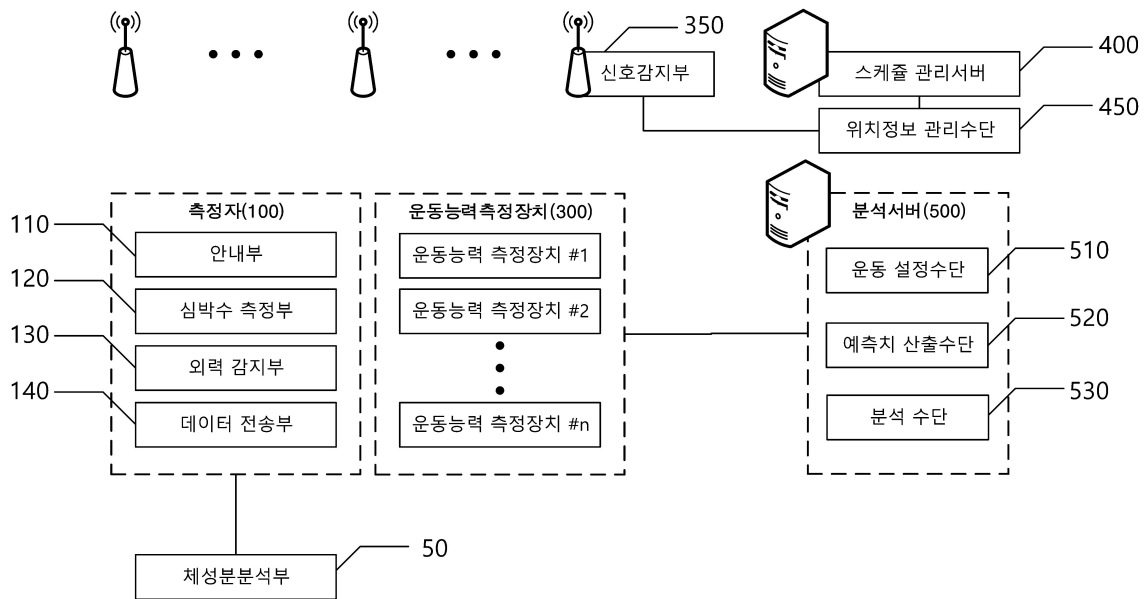 350
신호감지부
400
스케쥴 관리서버
450
위치정보 관리수단
측정자(100)
110
안내부
120
심박수 측정부
130
외력 감지부
140
데이터 전송부
운동능력측정장치(300)
운동능력 측정장치 #1
운동능력 측정장치 #2
운동능력 측정장치 #n
분석서버(500)
510
운동 설정수단
520
예측치 산출수단
530
분석 수단
50
체성분분석부